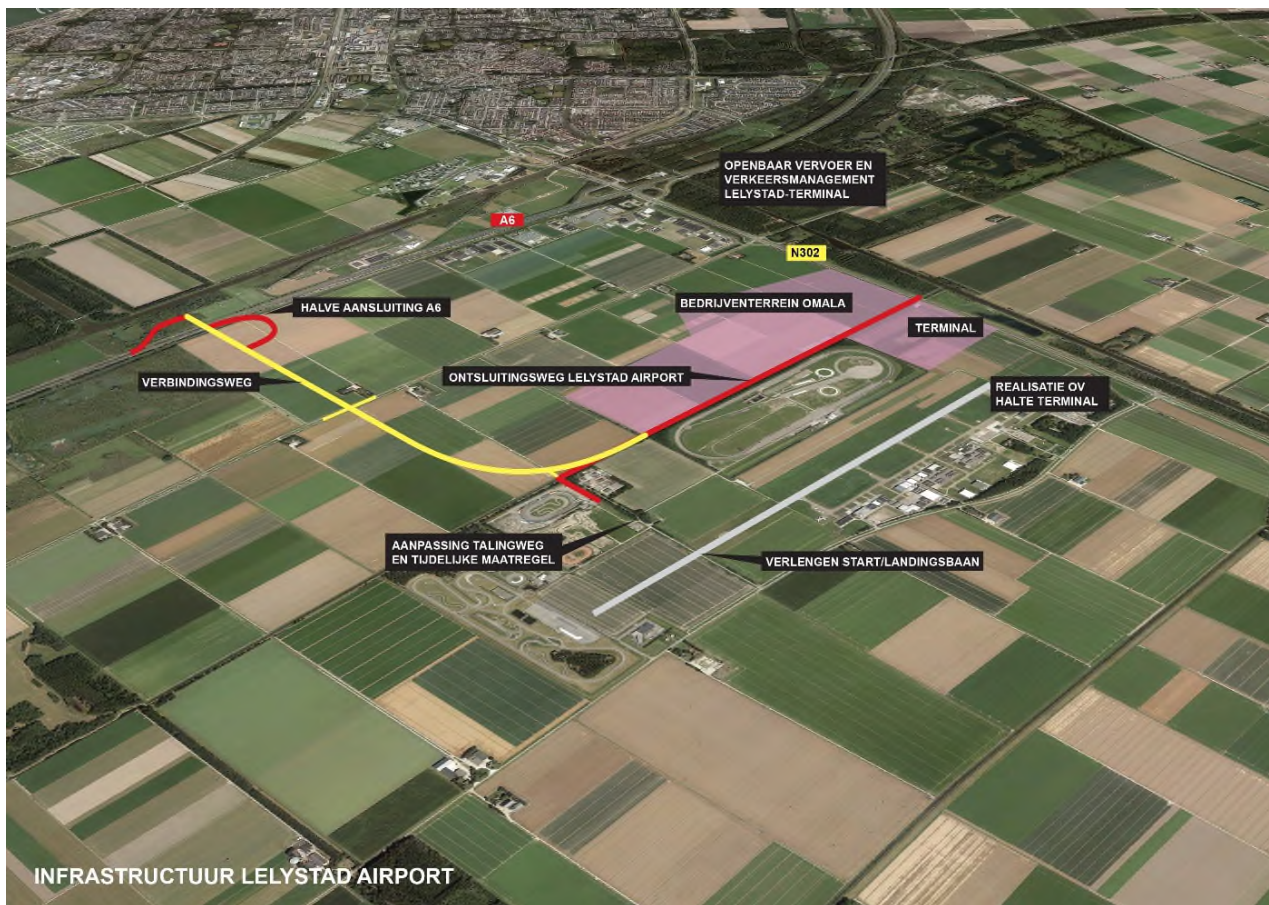 OPENBAAR VERVOER EN
VERKEERSMANAGEMENT
LELYSTAD-TERMINAL
A6
N302
HALVE AANSLUITING A6
BEDRIJVENTERREIN OMALA
TERMINAL
VERBINDINGSWEG
ONTSLUITINGSWEG LELYSTAD AIRPORT
REALISATIE OV
HALTE TERMINAL
AANPASSING TALINGWEG
EN TIJDELIJKE MAATREGEL
VERLENGEN START/LANDINGSBAAN
INFRASTRUCTUUR LELYSTAD AIRPORT